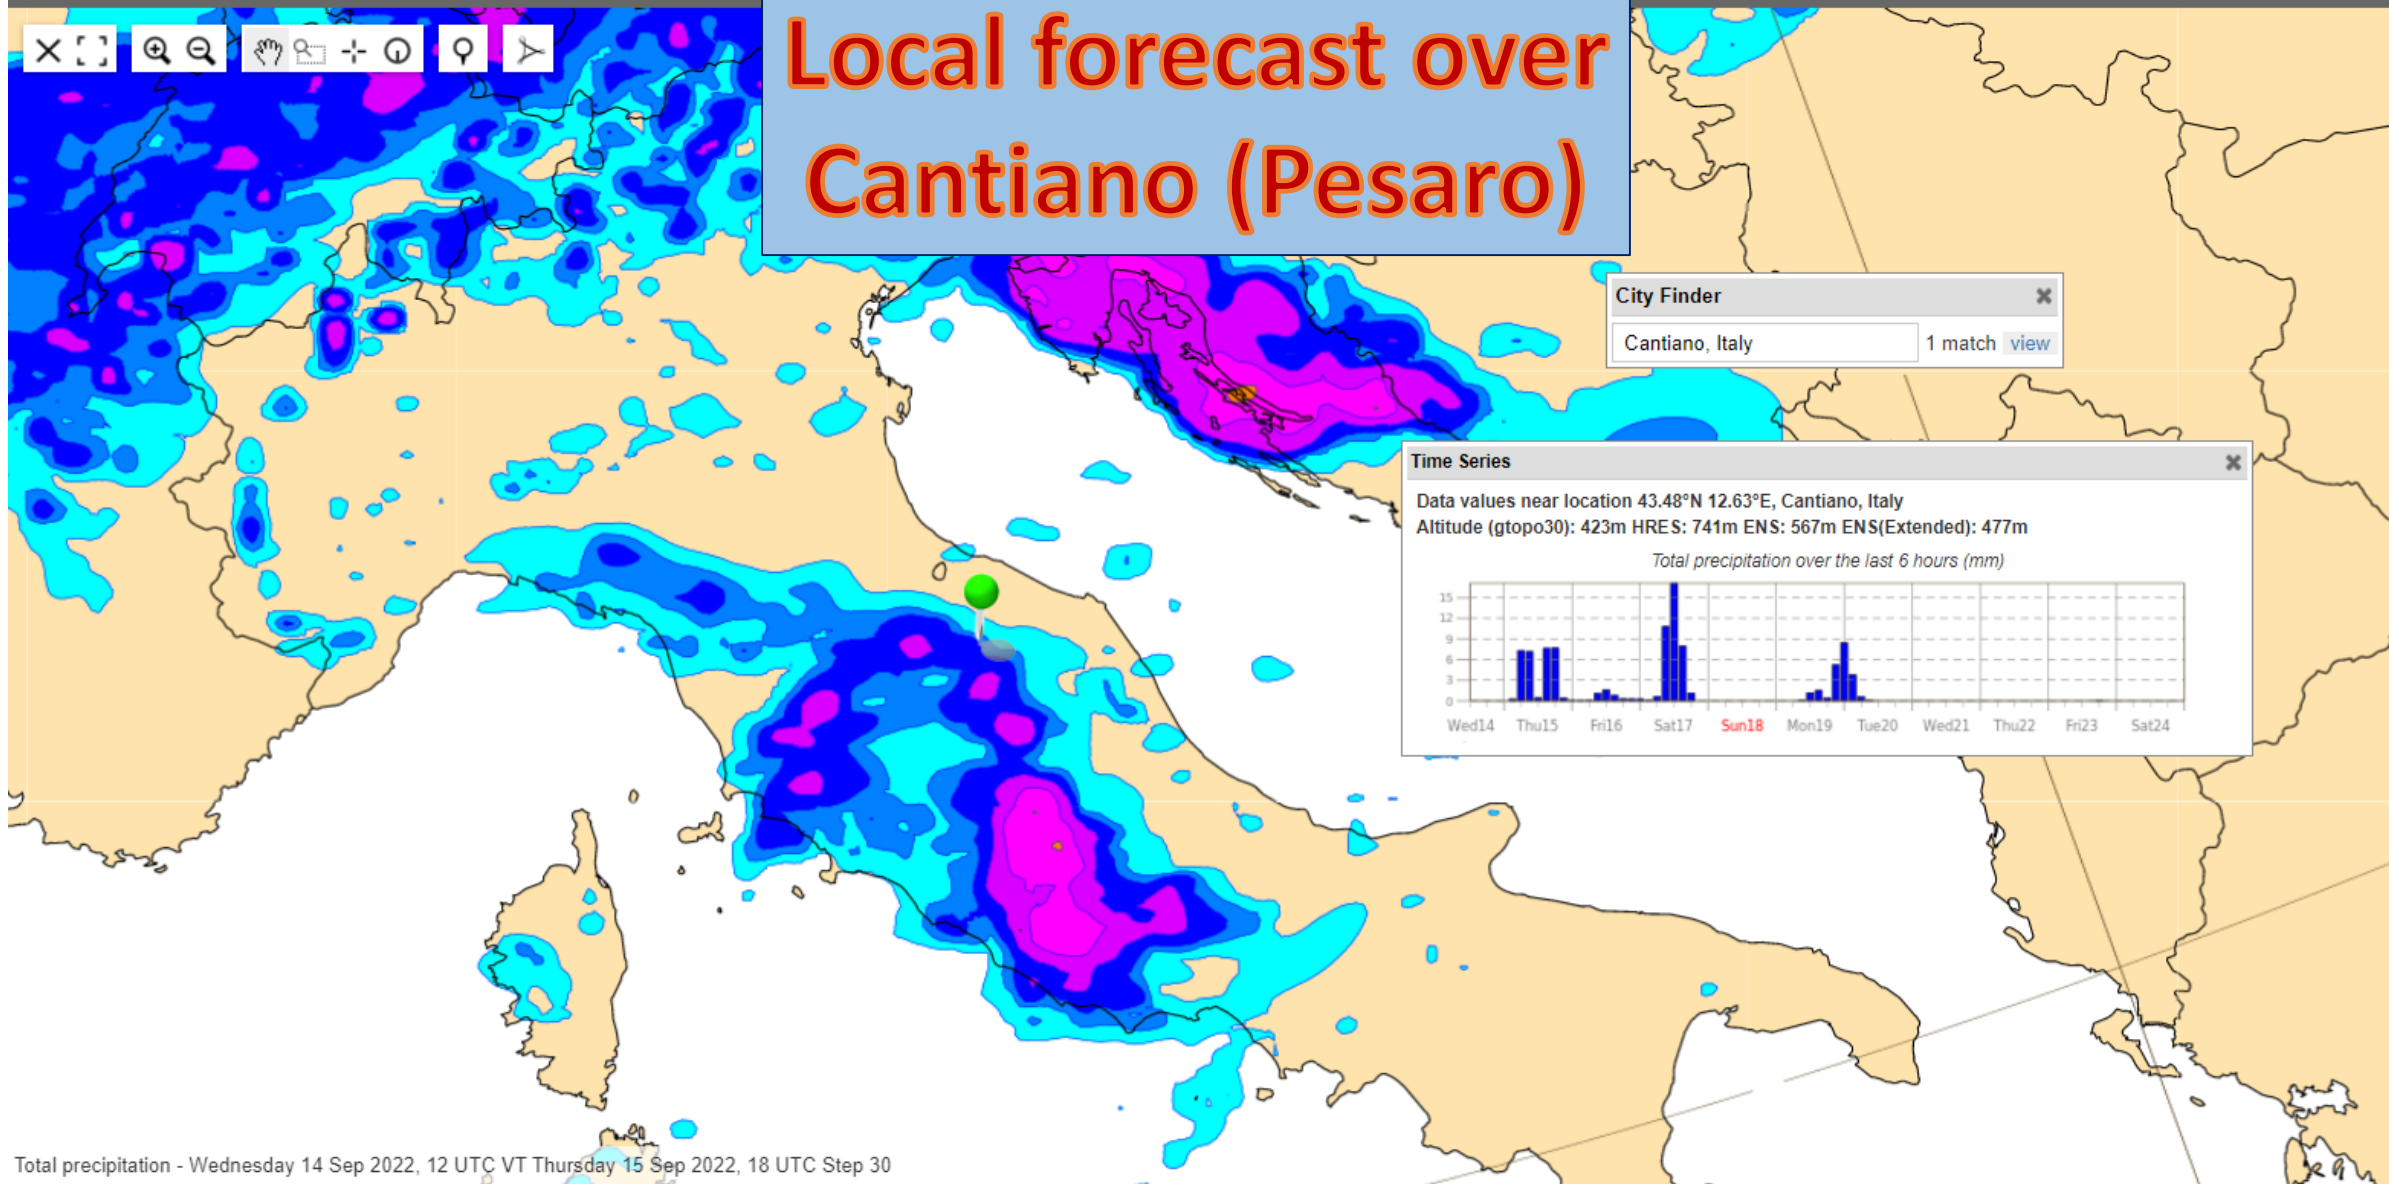 Local forecast over
Cantiano (Pesaro)
City Finder
Cantiano, Italy 1 match view
Time Series
Data values near location 43.48°N 12.63°E, Cantiano, Italy
Altitude (gtopo30): 423m HRES: 741m ENS: 567m ENS(Extended): 477m
Total precipitation over the last 6 hours (mm)
15
12
9
6
3
0
Wed14 Thu15 Fri16 Sat17 Sun18 Mon19 Tue20 Wed21 Thu22 Fri23 Sat24
Total precipitation - Wednesday 14 Sep 2022, 12 UTC VT Thursday 15 Sep 2022, 18 UTC Step 30